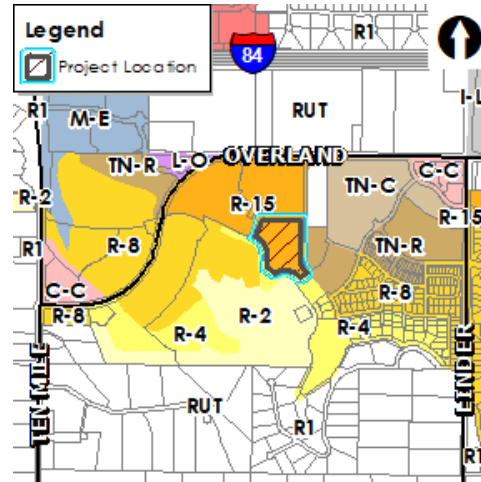 Legend
Project Location
84
R1
R1
M-E
RUT
I-L
TN-R
L-O
OVERLAND
C-C
R-2
R-15
TN-C
R-15
R1
R-8
TN-R
C-C
R-8
R-8
R-2
R-4
R-4
TEN MILE
LINDER
RUT
R1
R1